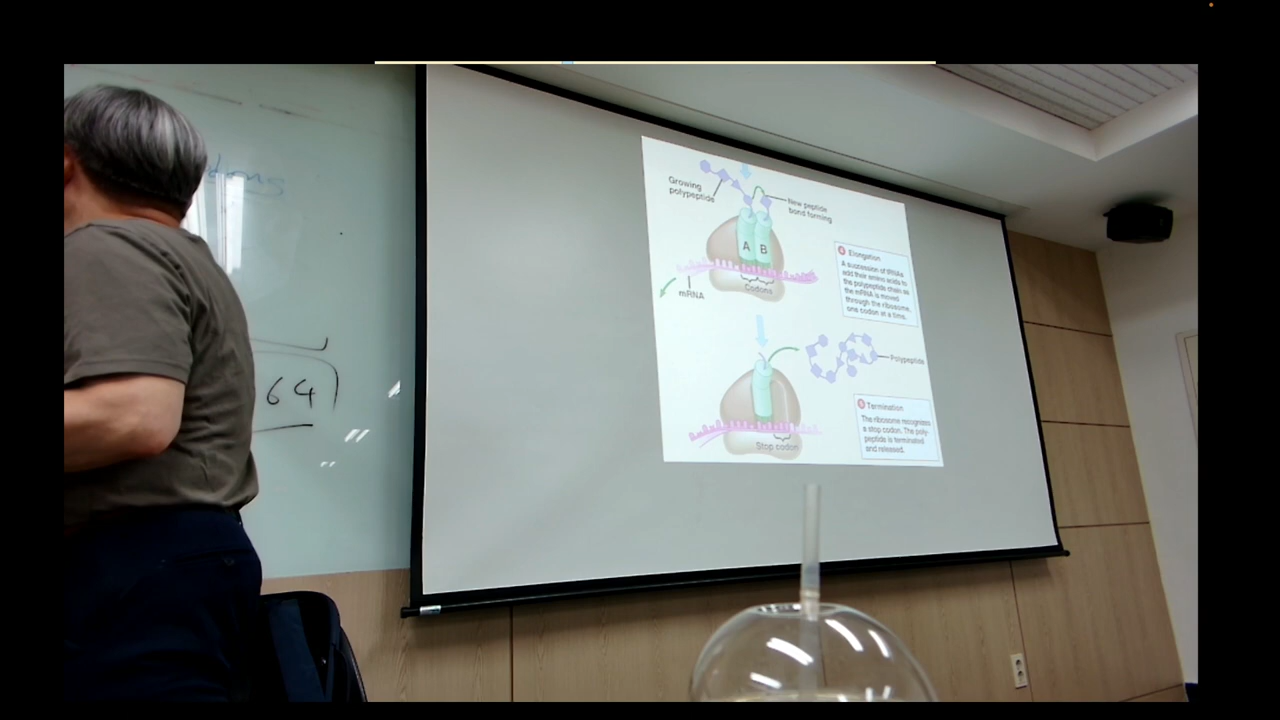 64
Growing
polypeptide
New peptide
bond forming
A B
Codons
mRNA
4 Elongation
A succession of tRNAs
add their amino acids to
the polypeptide chain as
the mRNA is moved
through the ribosome,
one codon at a time.
Polypeptide
Stop codon
5 Termination
The ribosome recognizes
a stop codon. The poly-
peptide is terminated
and released.